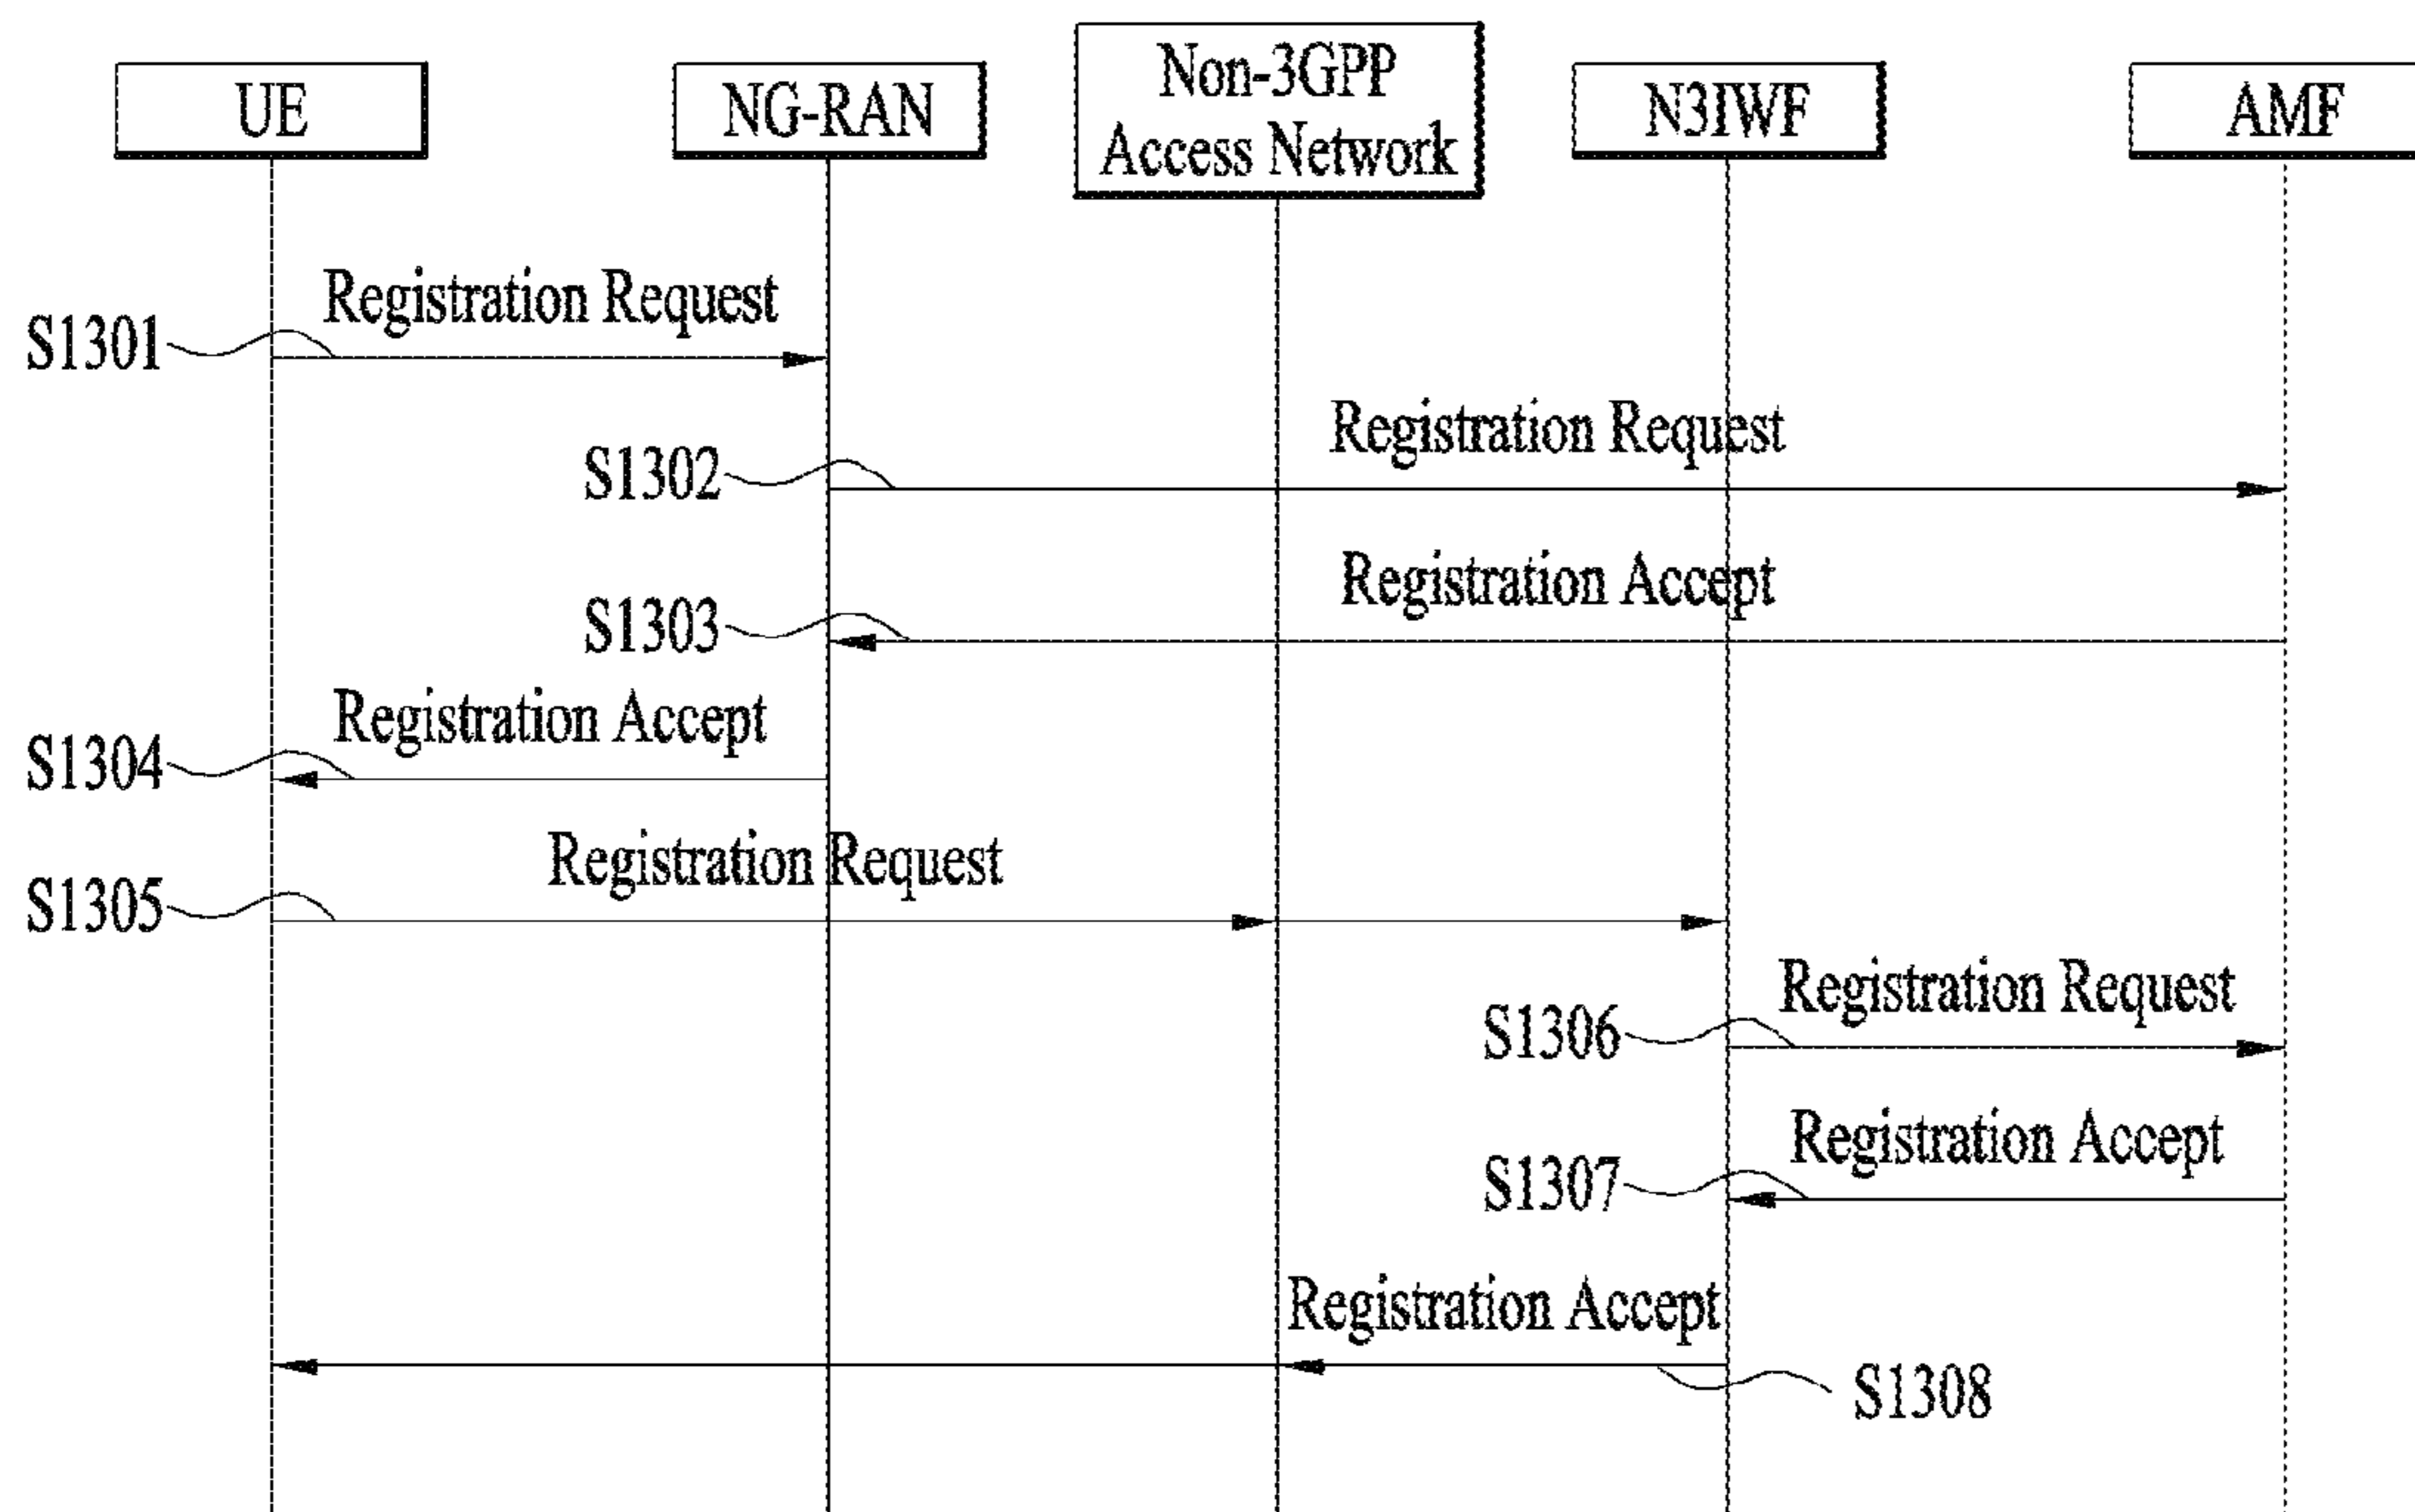 UE
NG-RAN
Non-3GPP
Access Network
N3IWF
AMF
Registration Request
S1301
Registration Request
S1302
Registration Accept
S1303
Registration Accept
S1304
Registration Request
S1305
Registration Request
S1306
Registration Accept
S1307
Registration Accept
S1308